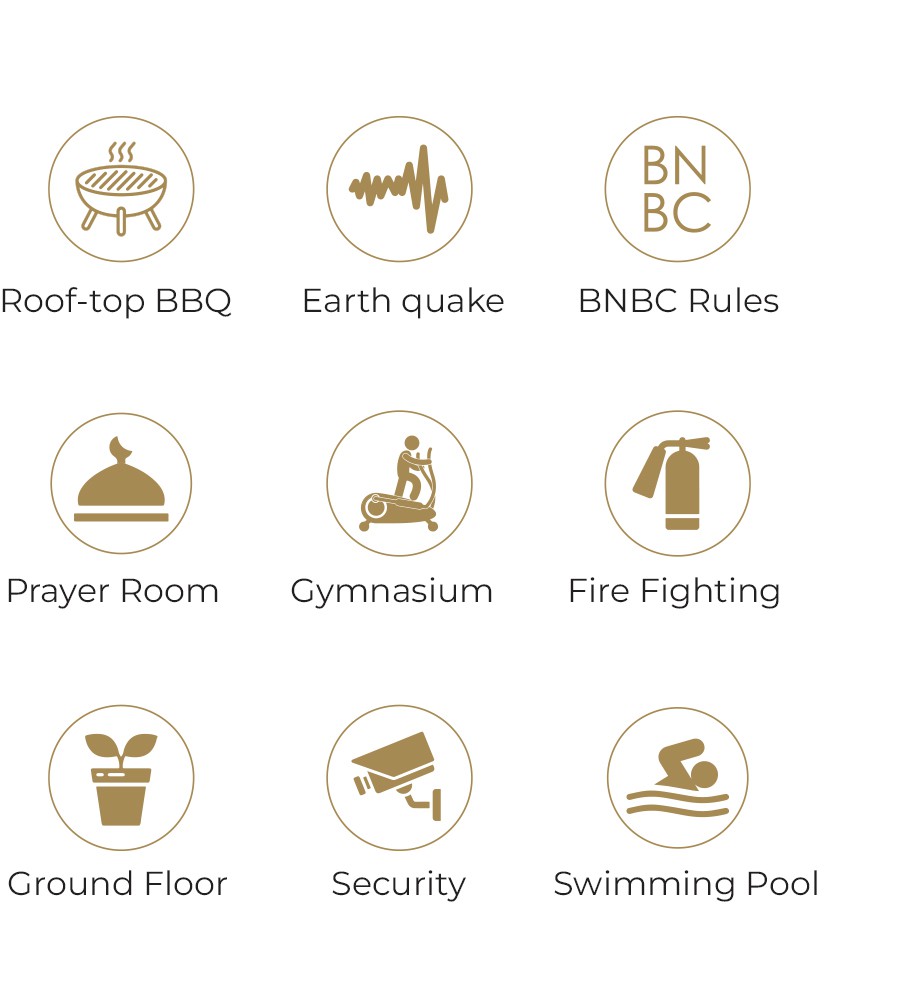 BN
BC
Roof-top BBQ
Earth quake
BNBC Rules
Prayer Room
Gymnasium
Fire Fighting
Ground Floor
Security
Swimming Pool